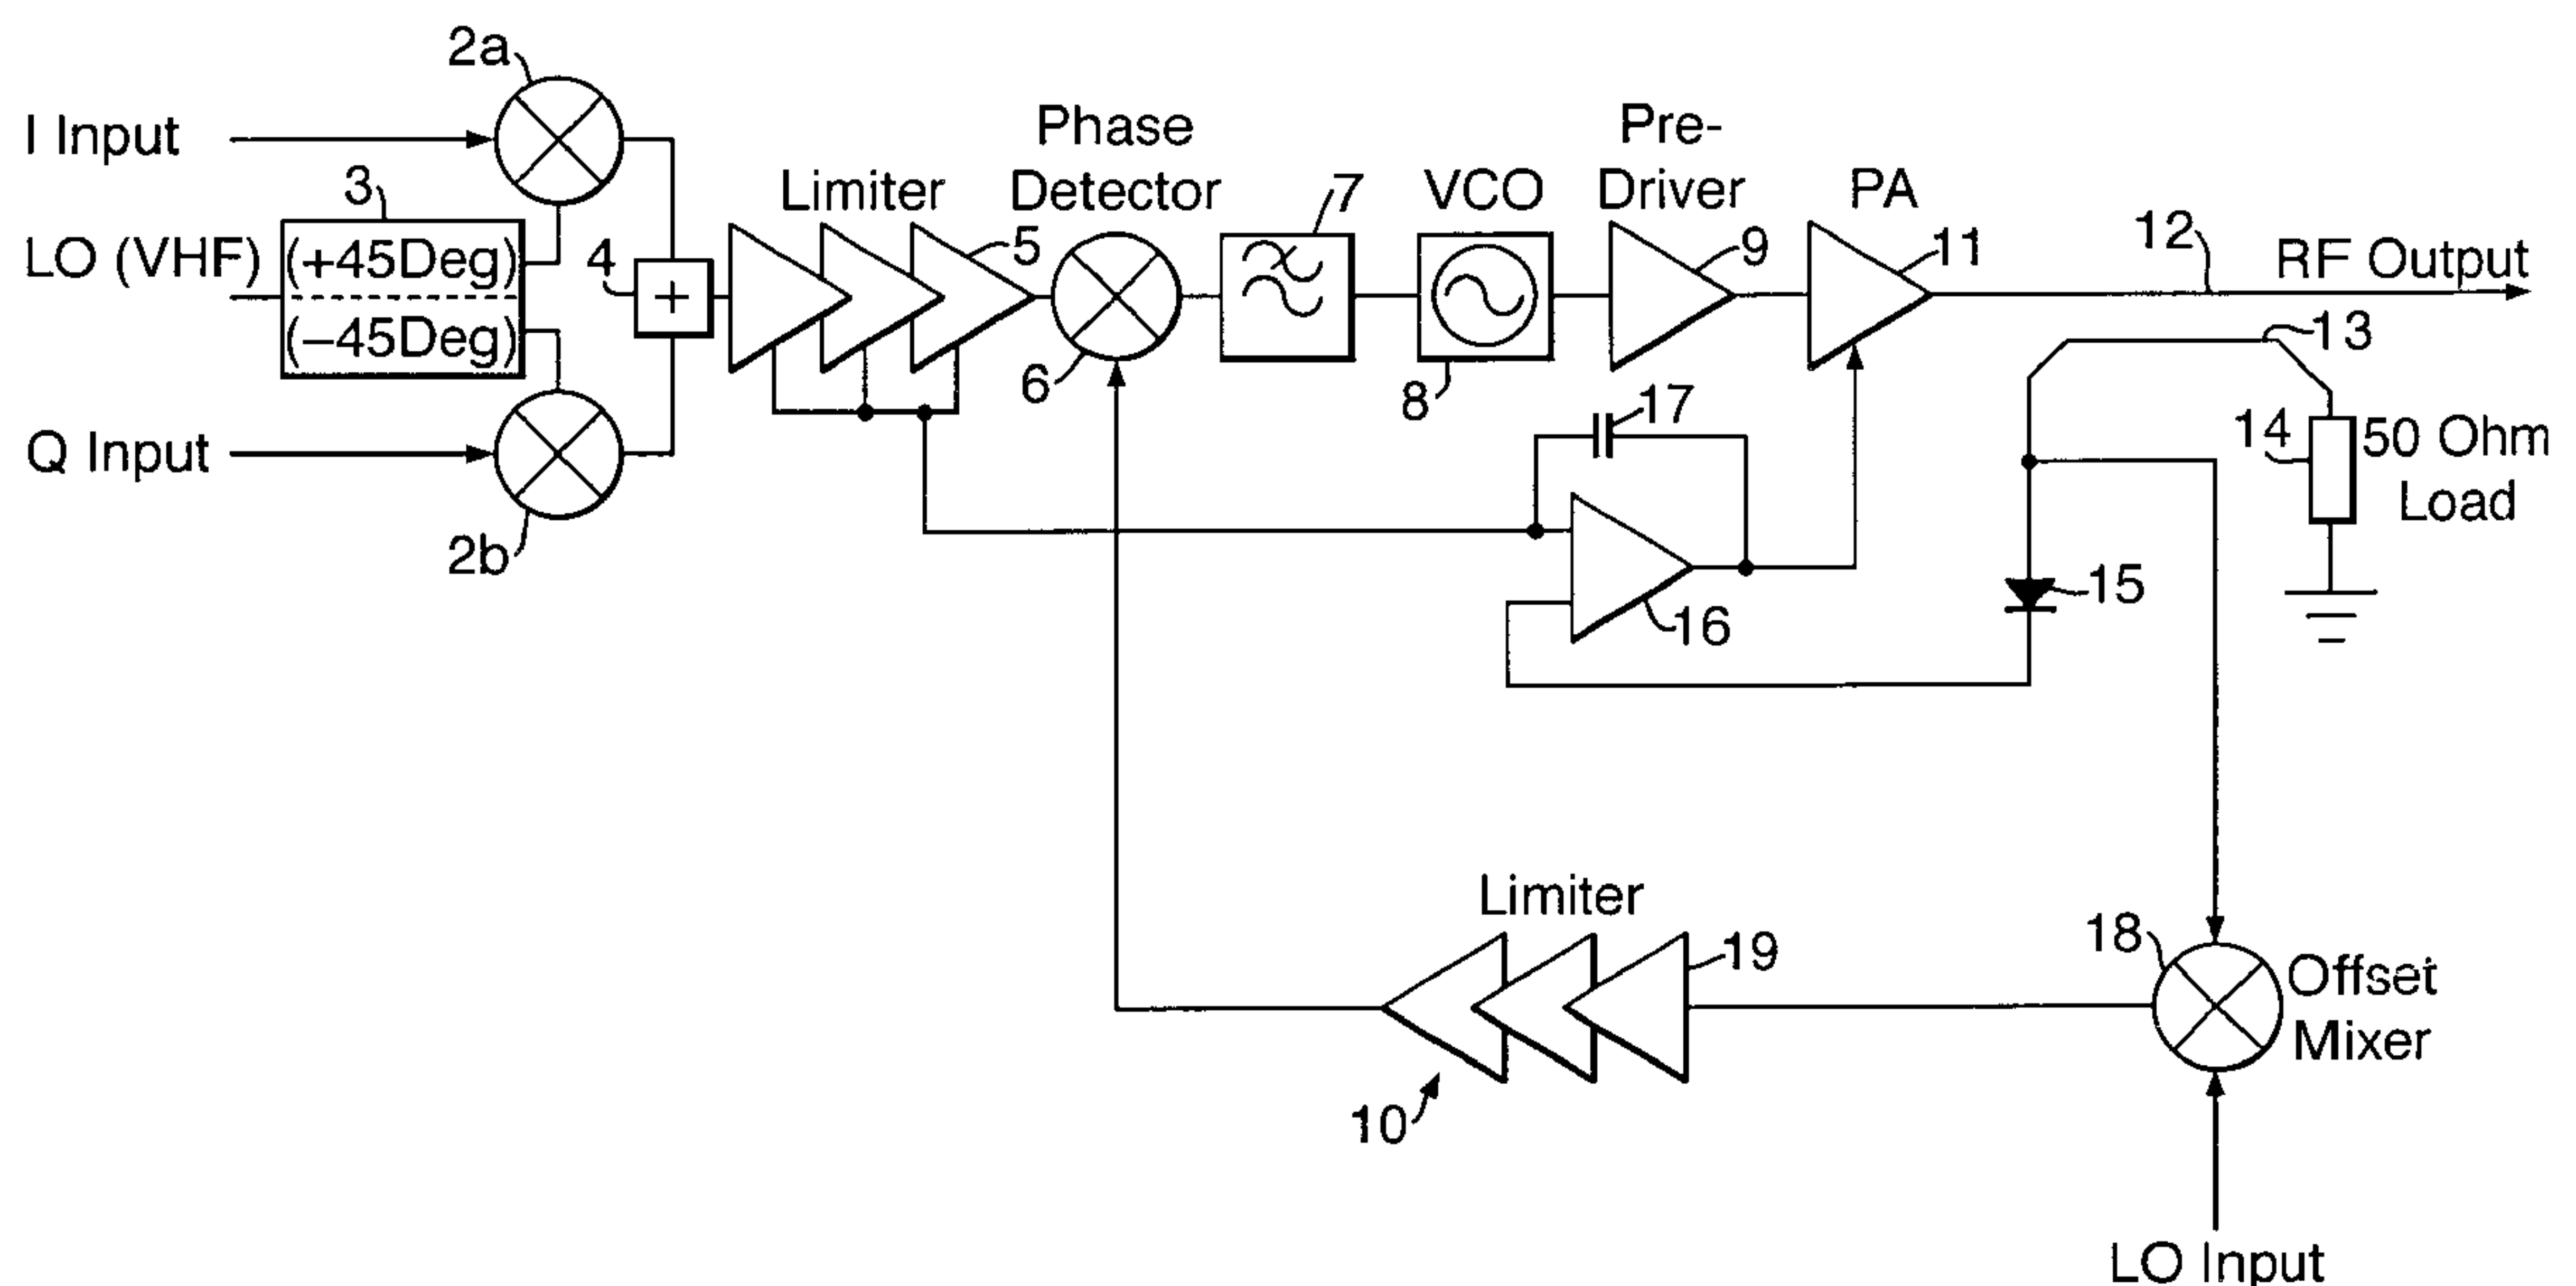 2a
I Input
3
LO (VHF)
(+45Deg)
(−45Deg)
4
+
Q Input
2b
Limiter
5
Phase
Detector
6
7
VCO
8
Pre-
Driver
9
PA
11
12
RF Output
13
14
50 Ohm
Load
17
16
15
Limiter
19
10
18
Offset
Mixer
LO Input